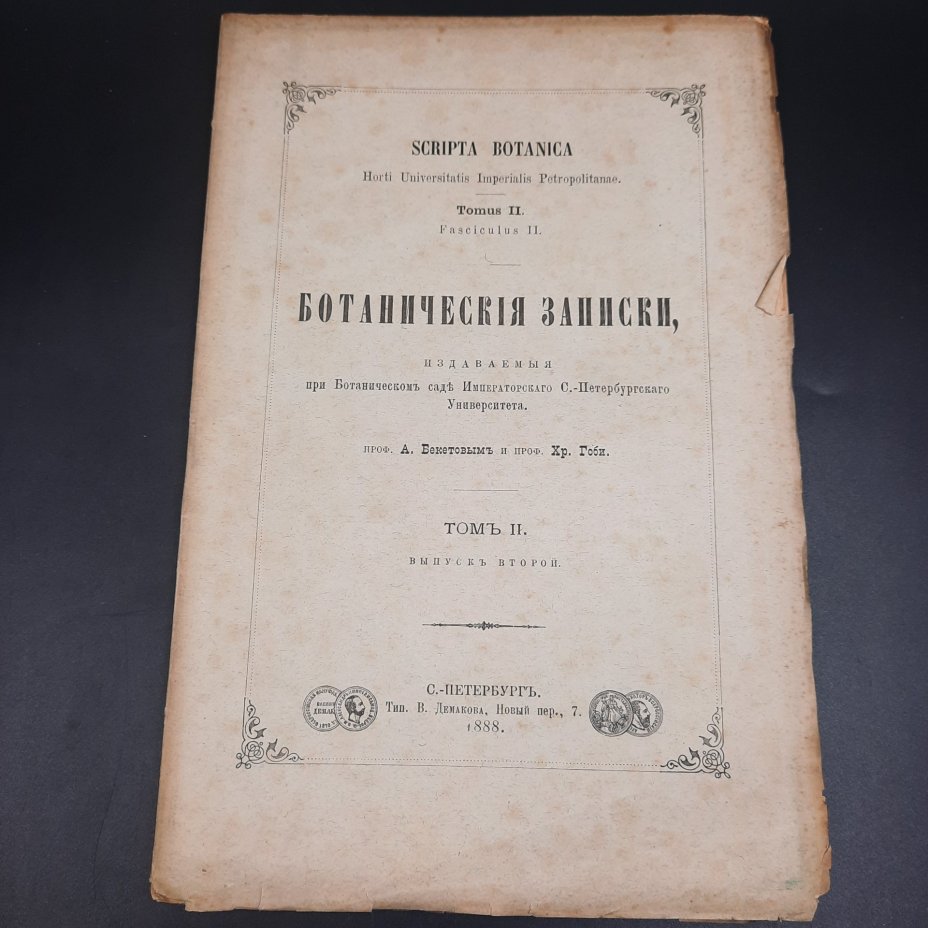 SCRIPTA BOTANICA
Horti Universitatis Imperialis Petropolitanae.
Tomus II.
Fasciculus II.
БОТАНИЧЕСКІЯ ЗАПИСКИ,
ИЗДАВАЕМЫЯ
при Ботаническомъ садѣ Императорскаго С.-Петербургскаго
Университета.
ПРОФ. А. Бекетовымъ И ПРОФ. Хр. Гоби.
ТОМЪ II.
ВЫПУСКЪ ВТОРОЙ.
С.-ПЕТЕРБУРГЪ.
Тип. В. Демакова, Новый пер., 7.
1888.